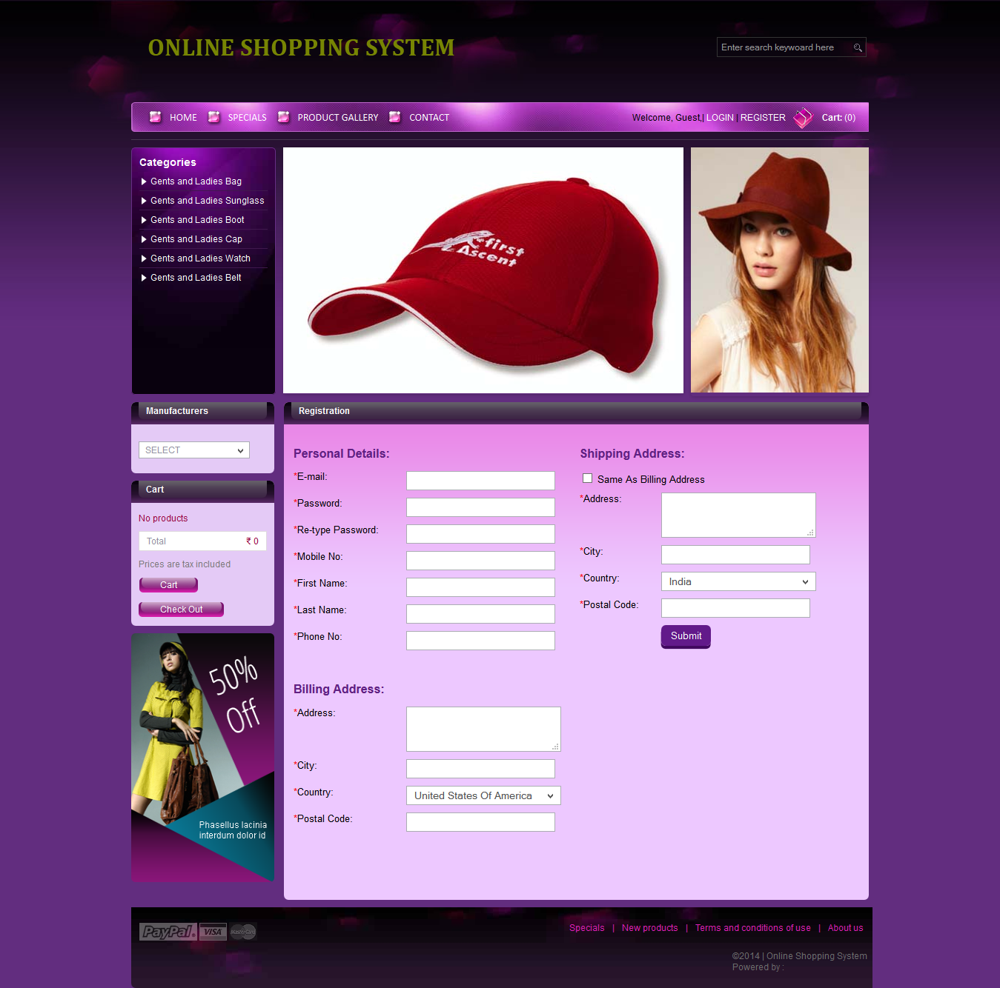 ONLINE SHOPPING SYSTEM
Enter search keywoard here
HOME SPECIALS PRODUCT GALLERY CONTACT
Welcome, Guest,| LOGIN | REGISTER Cart: (0)
Categories
Gents and Ladies Bag
Gents and Ladies Sunglass
Gents and Ladies Boot
Gents and Ladies Cap
Gents and Ladies Watch
Gents and Ladies Belt
first
Ascent
Manufacturers
SELECT
Cart
No products
Total ₹ 0
Prices are tax included
Cart
Check Out
50%
Off
Phasellus lacinia
interdum dolor id
Registration
Personal Details:
*E-mail:
*Password:
*Re-type Password:
*Mobile No:
*First Name:
*Last Name:
*Phone No:
Billing Address:
*Address:
*City:
*Country: United States Of America
*Postal Code:
Shipping Address:
Same As Billing Address
*Address:
*City:
*Country: India
*Postal Code:
Submit
PayPal VISA MasterCard
Specials | New products | Terms and conditions of use | About us
©2014 | Online Shopping System
Powered by :